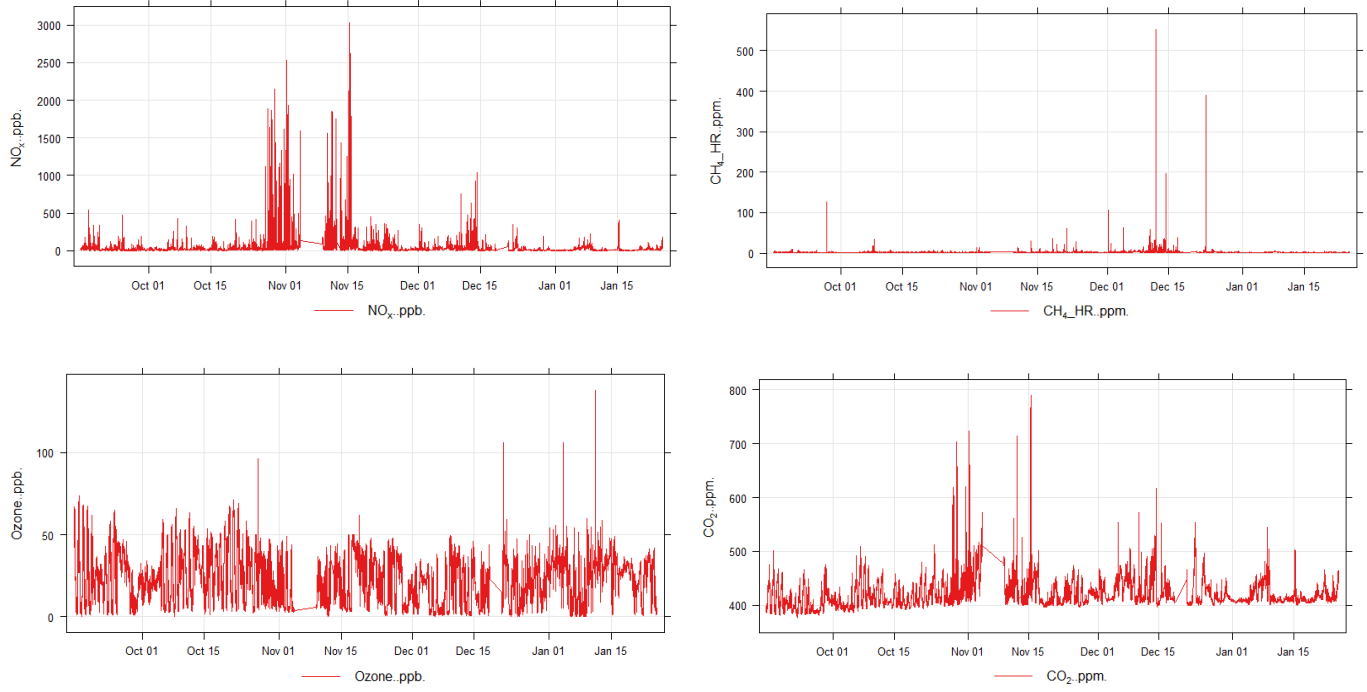 NOₓ..ppb.
3000
2500
2000
1500
1000
500
0
Oct 01 Oct 15 Nov 01 Nov 15 Dec 01 Dec 15 Jan 01 Jan 15
NOₓ..ppb.
CH₄_HR..ppm.
500
400
300
200
100
0
Oct 01 Oct 15 Nov 01 Nov 15 Dec 01 Dec 15 Jan 01 Jan 15
CH₄_HR..ppm.
Ozone..ppb.
100
50
0
Oct 01 Oct 15 Nov 01 Nov 15 Dec 01 Dec 15 Jan 01 Jan 15
Ozone..ppb.
CO₂..ppm.
800
700
600
500
400
Oct 01 Oct 15 Nov 01 Nov 15 Dec 01 Dec 15 Jan 01 Jan 15
CO₂..ppm.